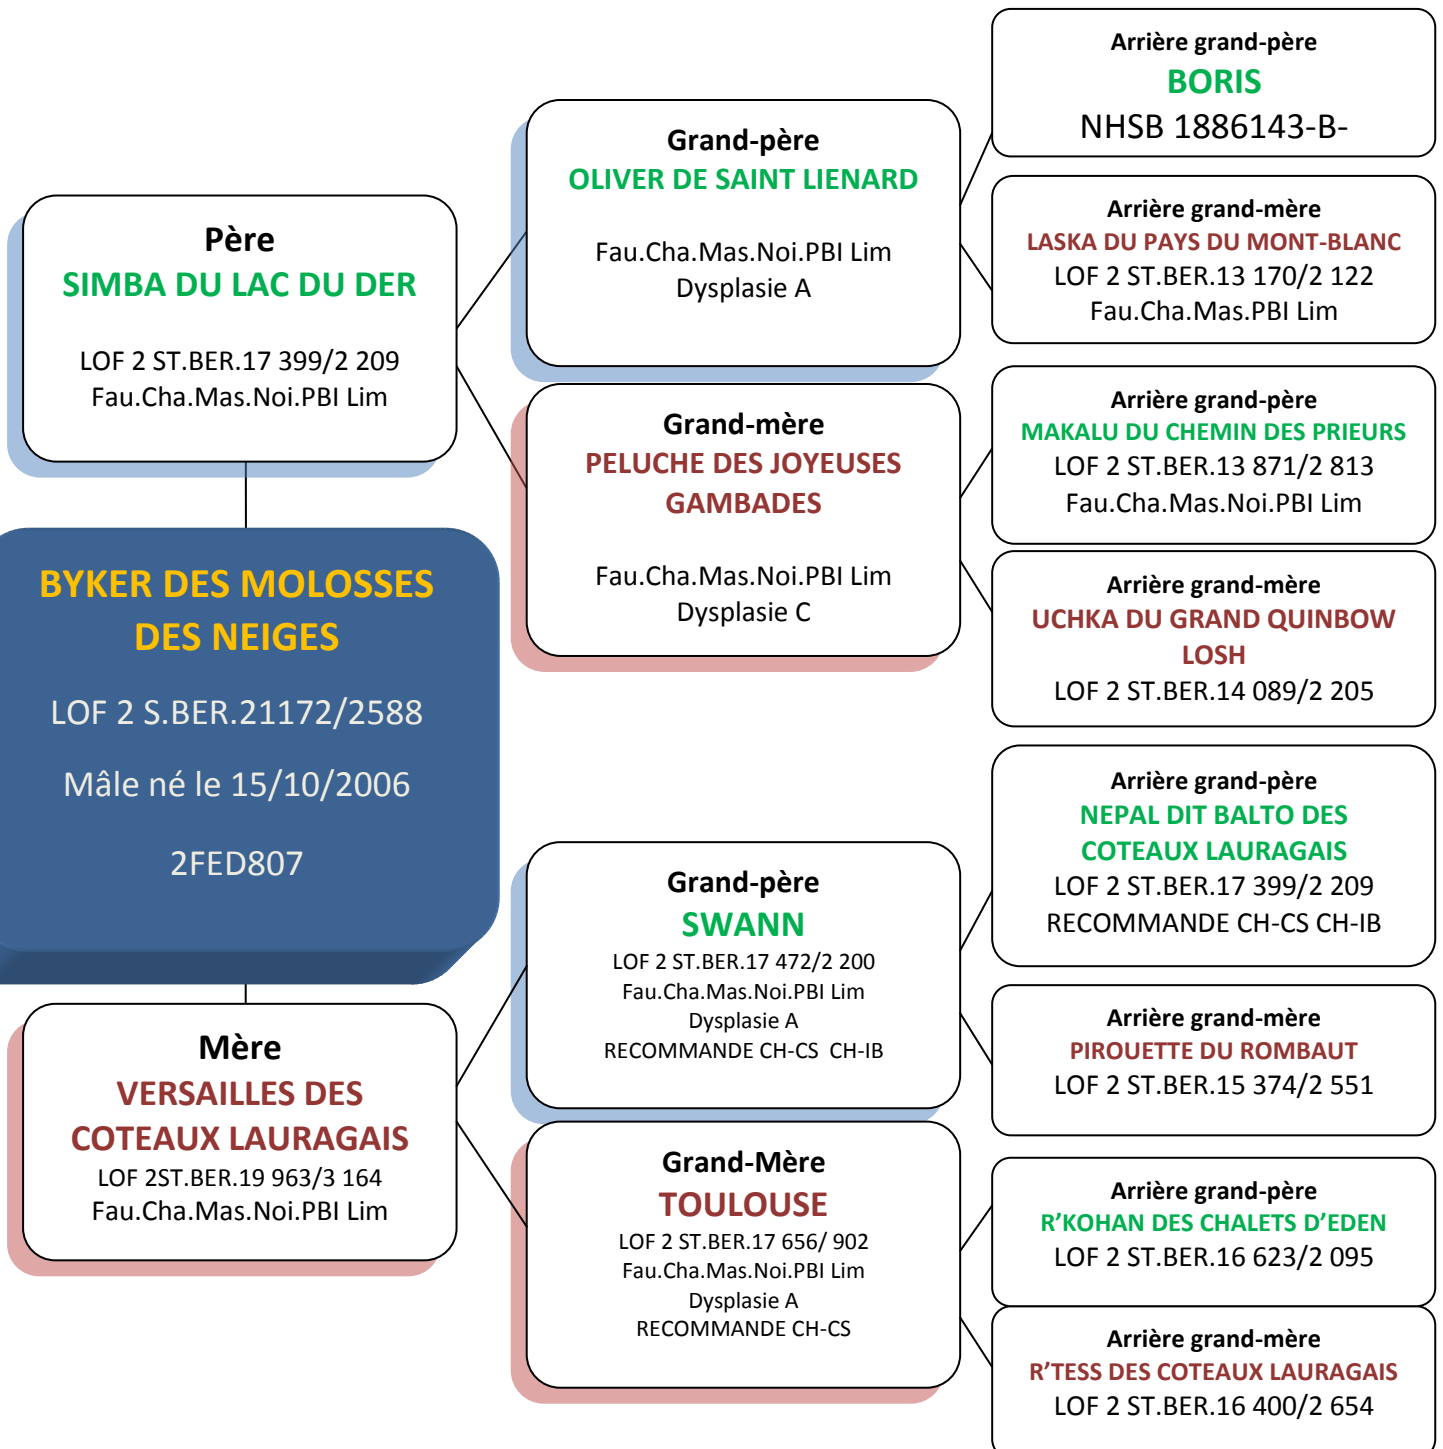 Père
SIMBA DU LAC DU DER
LOF 2 ST.BER.17 399/2 209
Fau.Cha.Mas.Noi.PBI Lim
BYKER DES MOLOSSES
DES NEIGES
LOF 2 S.BER.21172/2588
Mâle né le 15/10/2006
2FED807
Mère
VERSAILLES DES
COTEAUX LAURAGAIS
LOF 2ST.BER.19 963/3 164
Fau.Cha.Mas.Noi.PBI Lim
Grand-père
OLIVER DE SAINT LIENARD
Fau.Cha.Mas.Noi.PBI Lim
Dysplasie A
Grand-mère
PELUCHE DES JOYEUSES
GAMBADES
Fau.Cha.Mas.Noi.PBI Lim
Dysplasie C
Grand-père
SWANN
LOF 2 ST.BER.17 472/2 200
Fau.Cha.Mas.Noi.PBI Lim
Dysplasie A
RECOMMANDE CH-CS  CH-IB
Grand-Mère
TOULOUSE
LOF 2 ST.BER.17 656/ 902
Fau.Cha.Mas.Noi.PBI Lim
Dysplasie A
RECOMMANDE CH-CS
Arrière grand-père
BORIS
NHSB 1886143-B-
Arrière grand-mère
LASKA DU PAYS DU MONT-BLANC
LOF 2 ST.BER.13 170/2 122
Fau.Cha.Mas.PBI Lim
Arrière grand-père
MAKALU DU CHEMIN DES PRIEURS
LOF 2 ST.BER.13 871/2 813
Fau.Cha.Mas.Noi.PBI Lim
Arrière grand-mère
UCHKA DU GRAND QUINBOW
LOSH
LOF 2 ST.BER.14 089/2 205
Arrière grand-père
NEPAL DIT BALTO DES
COTEAUX LAURAGAIS
LOF 2 ST.BER.17 399/2 209
RECOMMANDE CH-CS CH-IB
Arrière grand-mère
PIROUETTE DU ROMBAUT
LOF 2 ST.BER.15 374/2 551
Arrière grand-père
R’KOHAN DES CHALETS D’EDEN
LOF 2 ST.BER.16 623/2 095
Arrière grand-mère
R’TESS DES COTEAUX LAURAGAIS
LOF 2 ST.BER.16 400/2 654